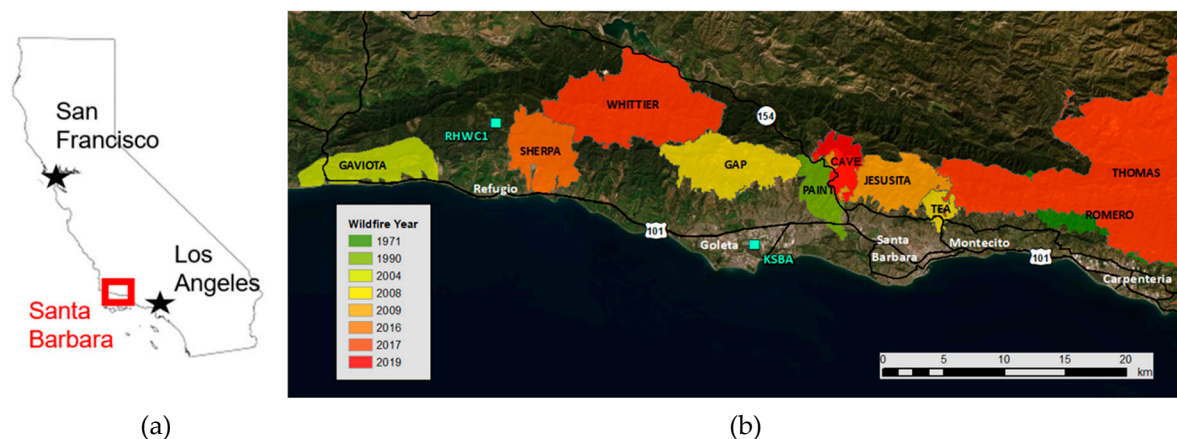 San
Francisco
Los
Angeles
Santa
Barbara
(a)
WHITTIER
154
RHWC1
SHERPA
GAVIOTA
GAP
CAVE
PAINT
JESUSITA
THOMAS
TEA
ROMERO
Refugio
101
Goleta
KSBA
Santa
Barbara
Montecito
101
Carpenteria
Wildfire Year
1971
1990
2004
2008
2009
2016
2017
2019
0 5 10 15 20
km
(b)